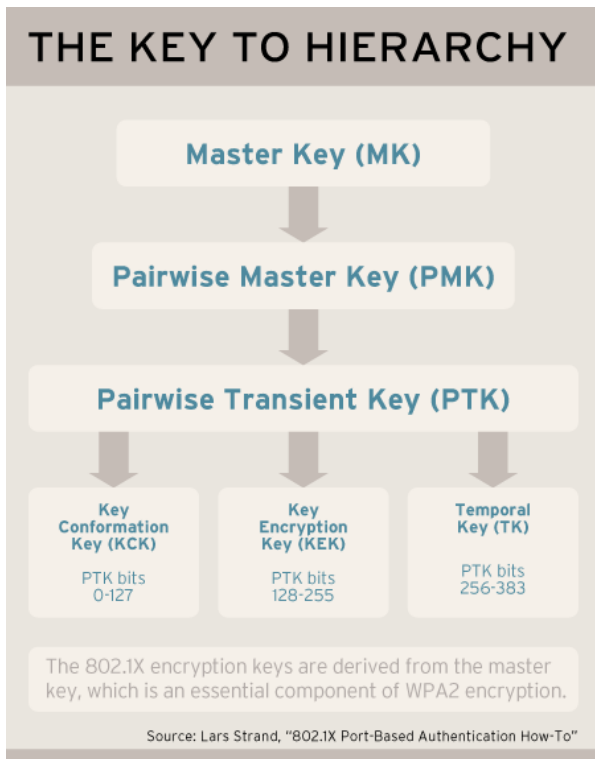 THE KEY TO HIERARCHY
Master Key (MK)
Pairwise Master Key (PMK)
Pairwise Transient Key (PTK)
Key
Conformation
Key (KCK)
PTK bits
0-127
Key
Encryption
Key (KEK)
PTK bits
128-255
Temporal
Key (TK)
PTK bits
256-383
The 802.1X encryption keys are derived from the master
key, which is an essential component of WPA2 encryption.
Source: Lars Strand, “802.1X Port-Based Authentication How-To”